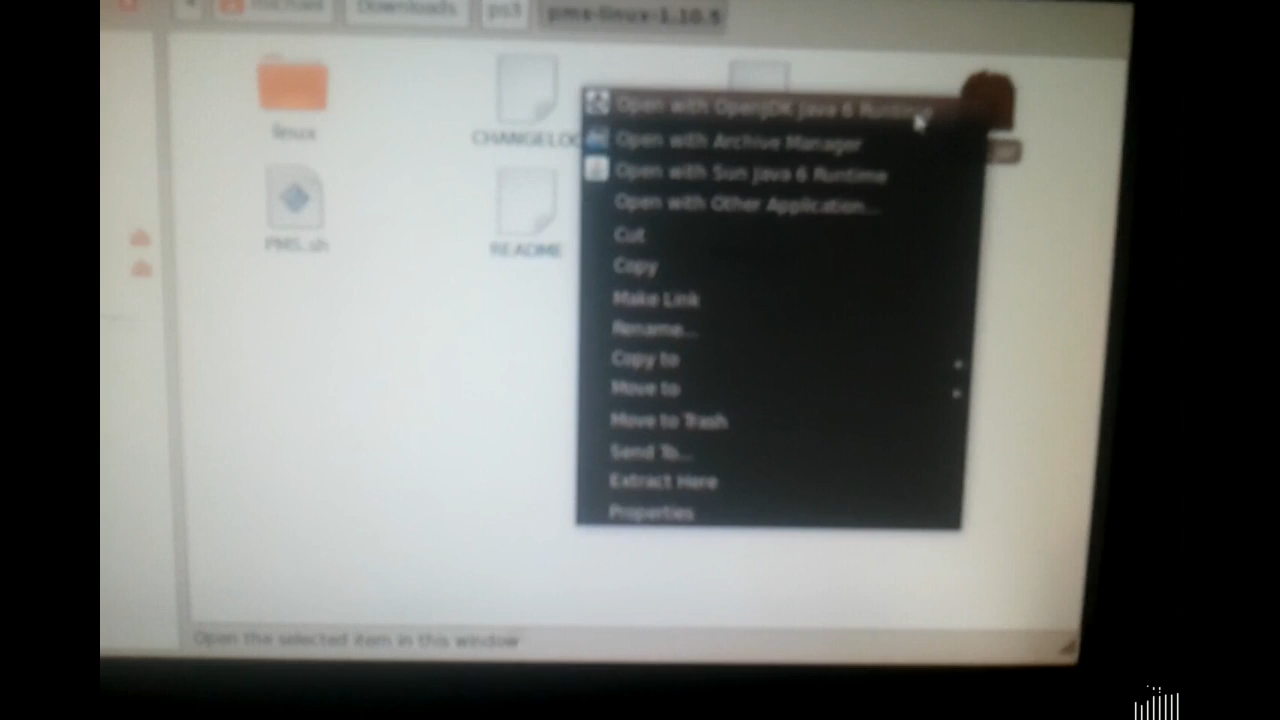 michael Downloads ps3 pms-linux-1.10.5
linux
CHANGELOG
PMS.sh
README
Open with OpenJDK Java 6 Runtime
Open with Archive Manager
Open with Sun Java 6 Runtime
Open with Other Application...
Cut
Copy
Make Link
Rename...
Copy to
Move to
Move to Trash
Send To...
Extract Here
Properties
Open the selected item in this window